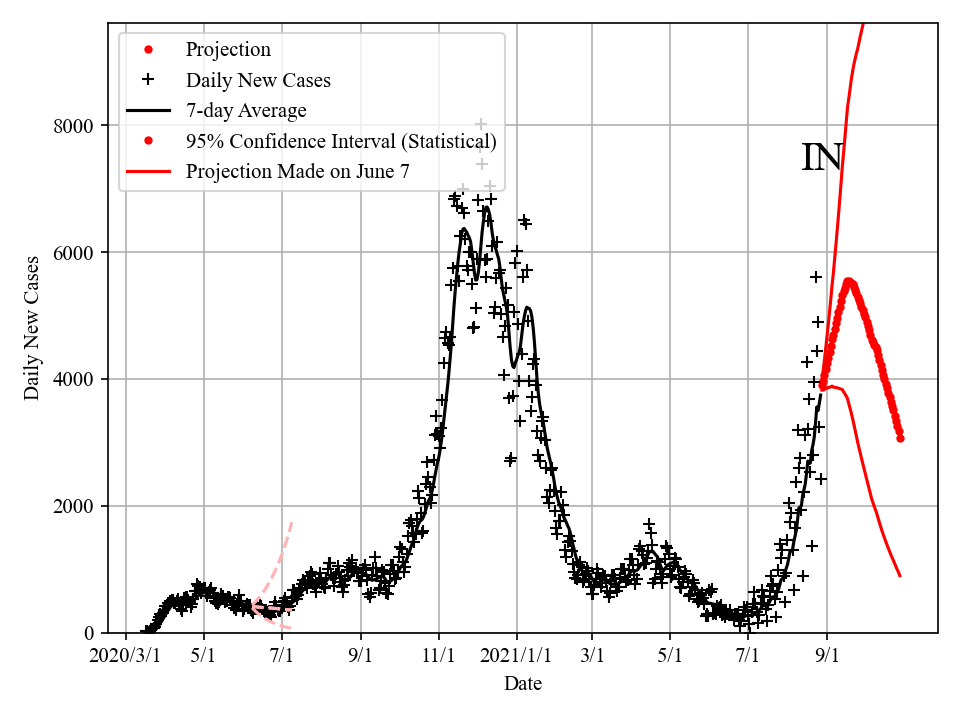 Projection
Daily New Cases
7-day Average
95% Confidence Interval (Statistical)
Projection Made on June 7
IN
8000
6000
4000
2000
0
Daily New Cases
2020/3/1 5/1 7/1 9/1 11/1 2021/1/1 3/1 5/1 7/1 9/1
Date